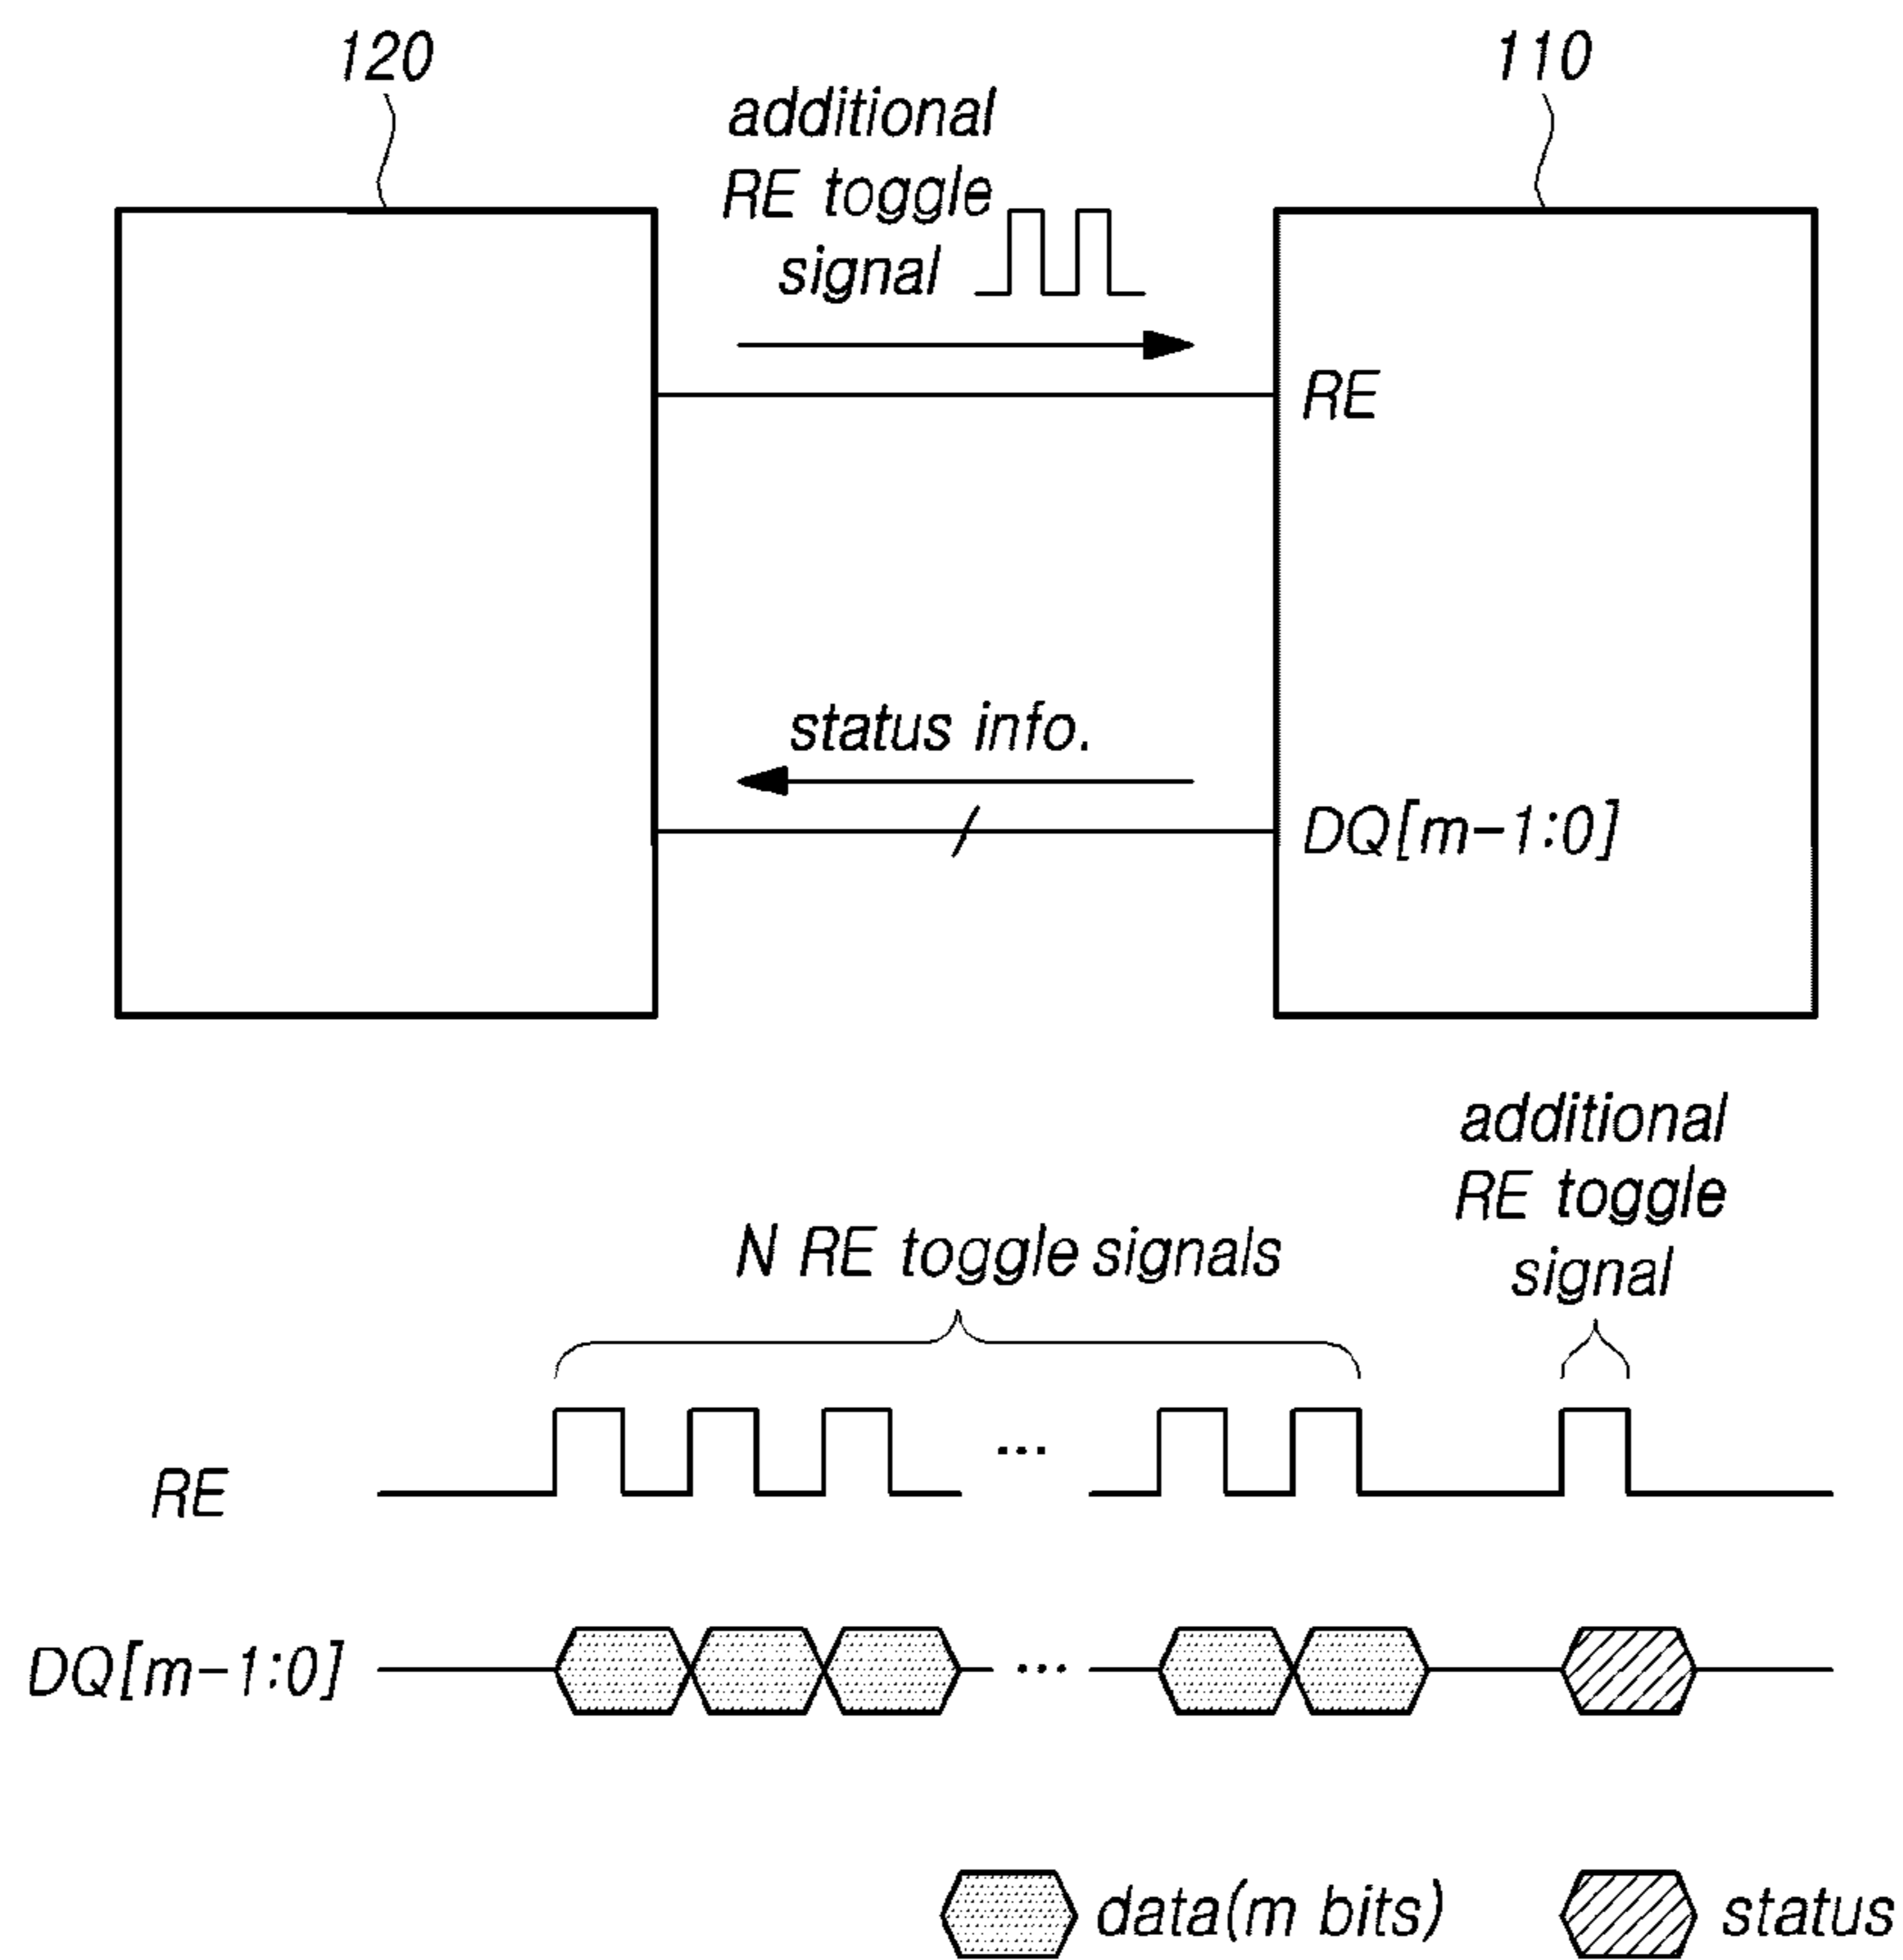 120
110
additional
RE toggle
signal
RE
status info.
DQ[m-1:0]
additional
RE toggle
signal
N RE toggle signals
RE
...
DQ[m-1:0]
...
data(m bits)
status